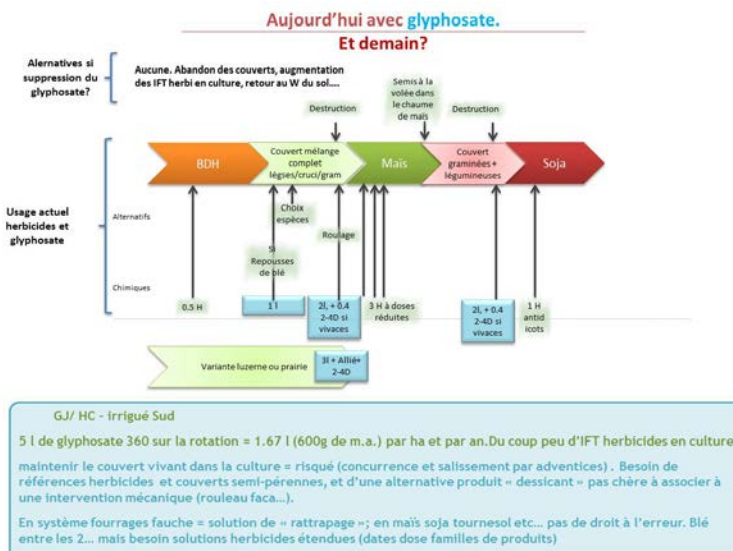 Aujourd'hui avec glyphosate.
Et demain?
Alernatives si
suppression du
glyphosate?
Aucune. Abandon des couverts, augmentation
des IFT herbi en culture, retour au W du sol.....
Destruction
Semis à la
volée dans
le chaume
de maïs
Destruction
BDH
Couvert mélange
complet
légses/cruci/gram
Maïs
Couvert
graminées +
légumineuses
Soja
Usage actuel
herbicides et
glyphosate
Alternatifs
Choix
espèces
Roulage
Si
Repousses
de blé
Chimiques
0.5 H
1 l
2l, + 0.4
2-4D si
vivaces
3 H à doses
réduites
2l, + 0.4
2-4D si
vivaces
1 H
antid
icots
Variante luzerne ou prairie
3l + Allié+
2-4D
GJ/ HC - irrigué Sud
5 l de glyphosate 360 sur la rotation = 1.67 l (600g de m.a.) par ha et par an.Du coup peu d'IFT herbicides en culture
maintenir le couvert vivant dans la culture = risqué (concurrence et salissement par adventices) . Besoin de
références herbicides et couverts semi-pérennes, et d'une alternative produit « dessicant » pas chère à associer à
une intervention mécanique (rouleau faca...).
En système fourrages fauche = solution de « rattrapage »; en maïs soja tournesol etc... pas de droit à l'erreur. Blé
entre les 2... mais besoin solutions herbicides étendues (dates dose familles de produits)